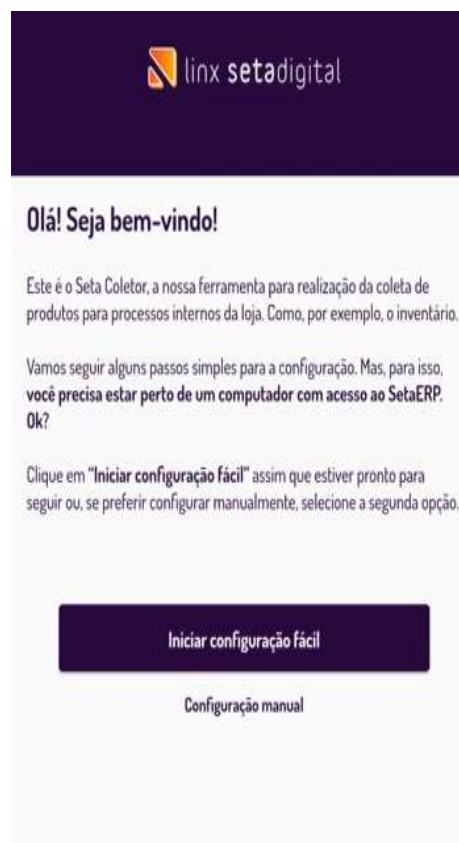 linx setadigital
Olá! Seja bem-vindo!
Este é o Seta Coletor, a nossa ferramenta para realização da coleta de
produtos para processos internos da loja. Como, por exemplo, o inventário.
Vamos seguir alguns passos simples para a configuração. Mas, para isso,
você precisa estar perto de um computador com acesso ao SetaERP.
Ok?
Clique em "Iniciar configuração fácil" assim que estiver pronto para
seguir ou, se preferir configurar manualmente, selecione a segunda opção.
Iniciar configuração fácil
Configuração manual